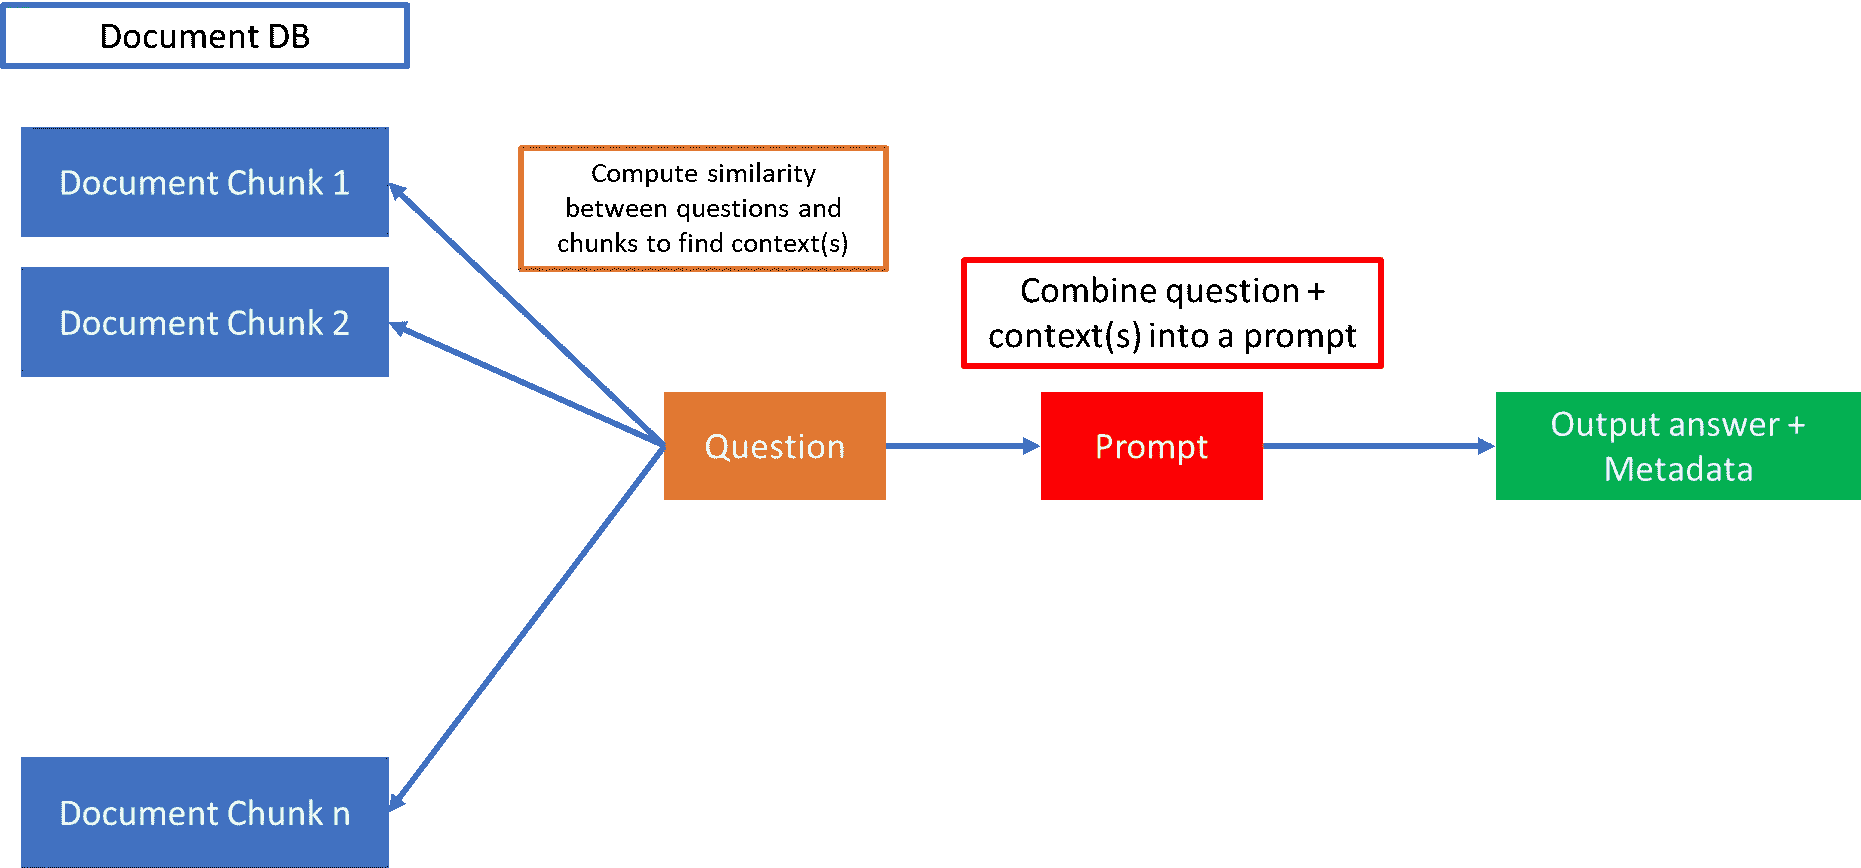 Document DB
Document Chunk 1
Document Chunk 2
Document Chunk n
Compute similarity
between questions and
chunks to find context(s)
Question
Combine question +
context(s) into a prompt
Prompt
Output answer +
Metadata